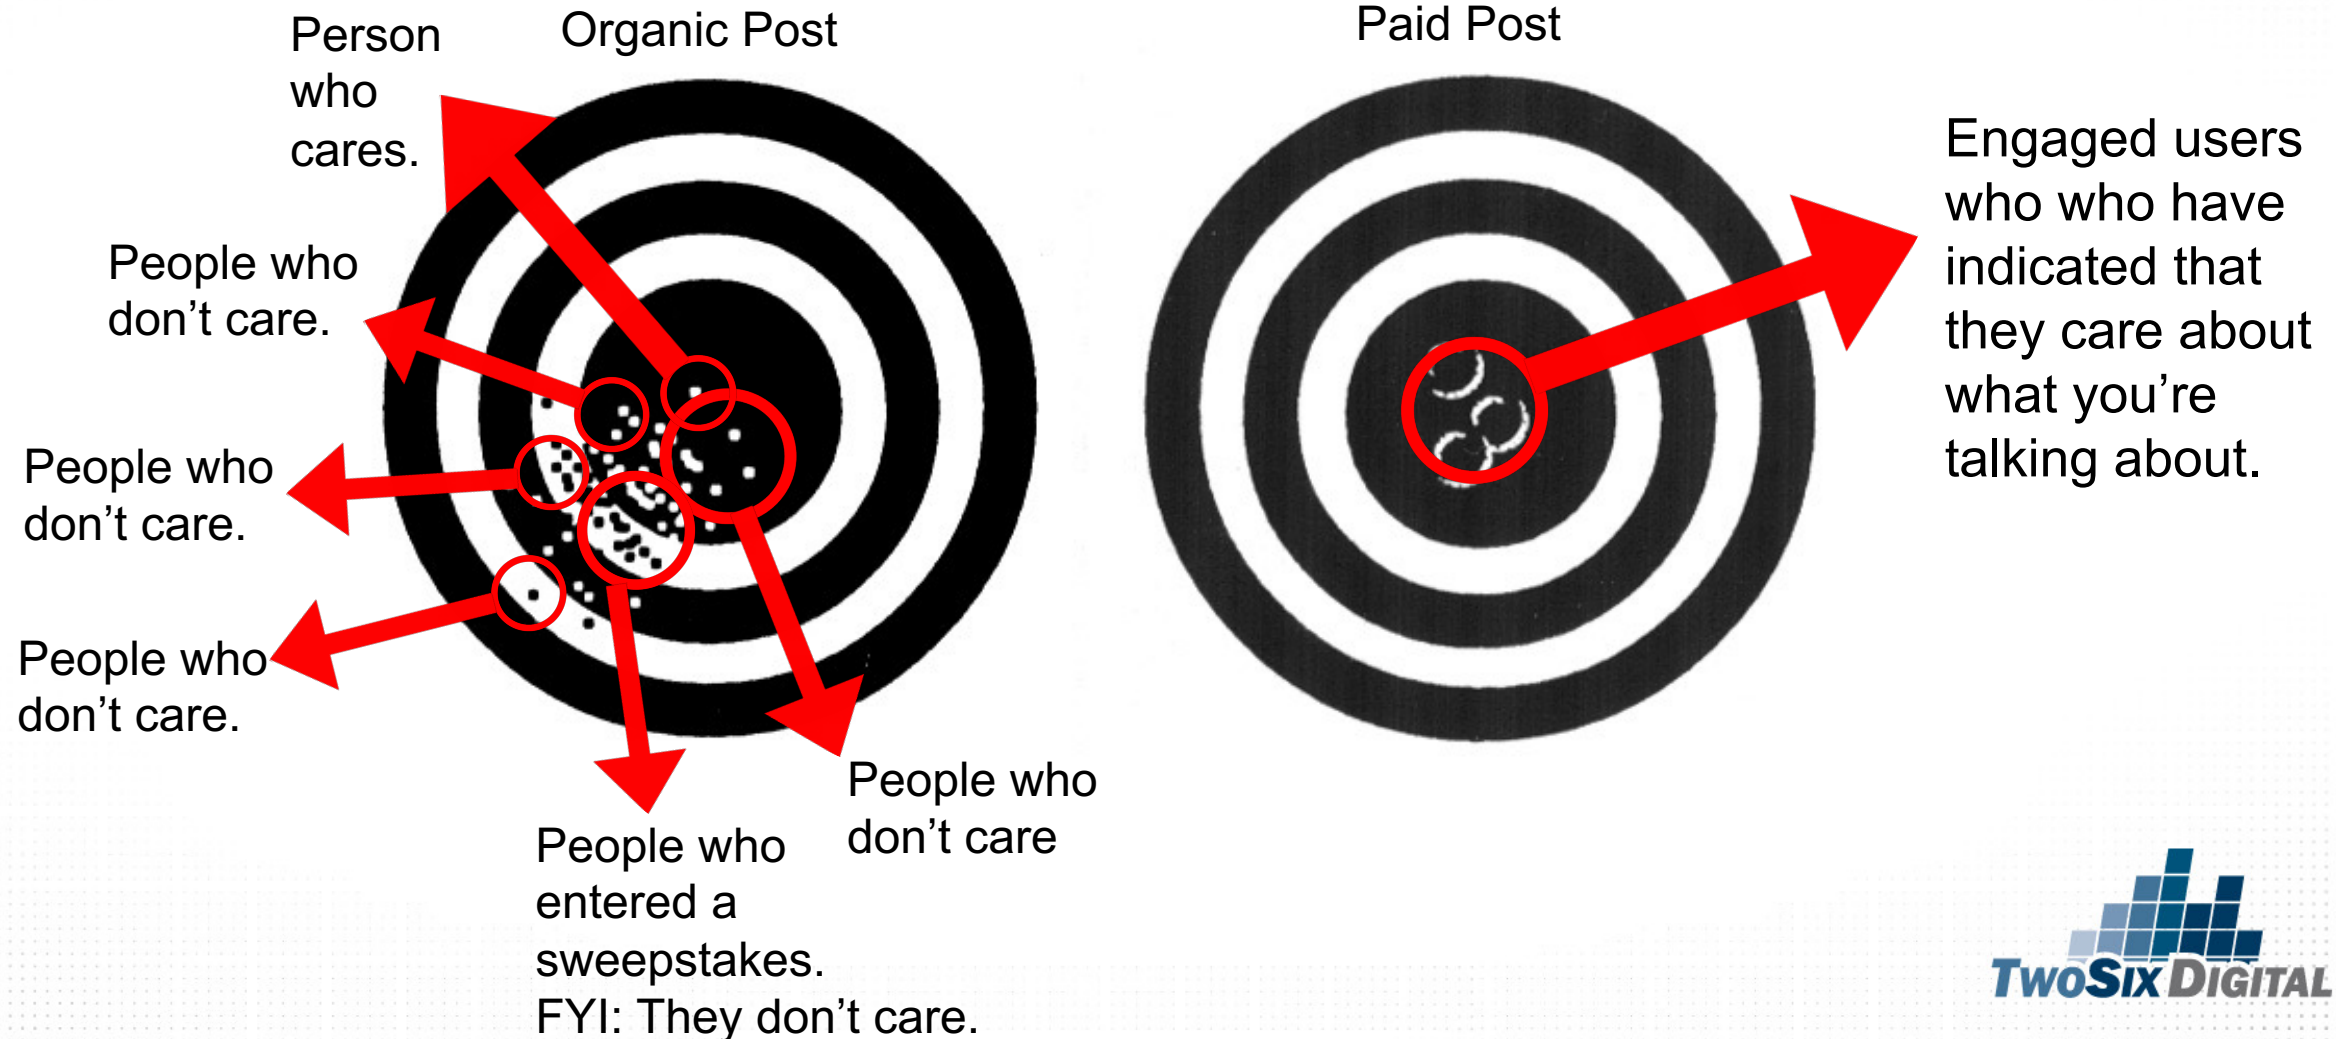 Organic Post
Person
who
cares.
People who
don’t care.
People who
don’t care.
People who
don’t care.
People who
entered a
sweepstakes.
FYI: They don’t care.
People who
don’t care
Paid Post
Engaged users
who who have
indicated that
they care about
what you’re
talking about.
TWOSIX DIGITAL